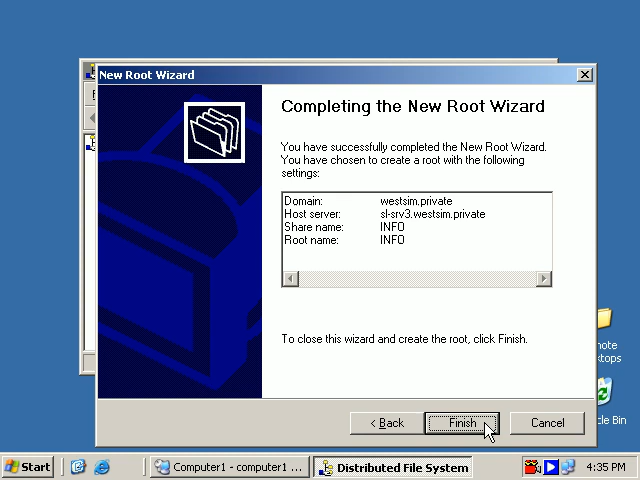 New Root Wizard
Completing the New Root Wizard
You have successfully completed the New Root Wizard.
You have chosen to create a root with the following
settings:
Domain: westsim.private
Host server: sl-srv3.westsim.private
Share name: INFO
Root name: INFO
To close this wizard and create the root, click Finish.
< Back
Finish
Cancel
note
ktops
cle Bin
Start
Computer1 - computer1 ...
Distributed File System
4:35 PM